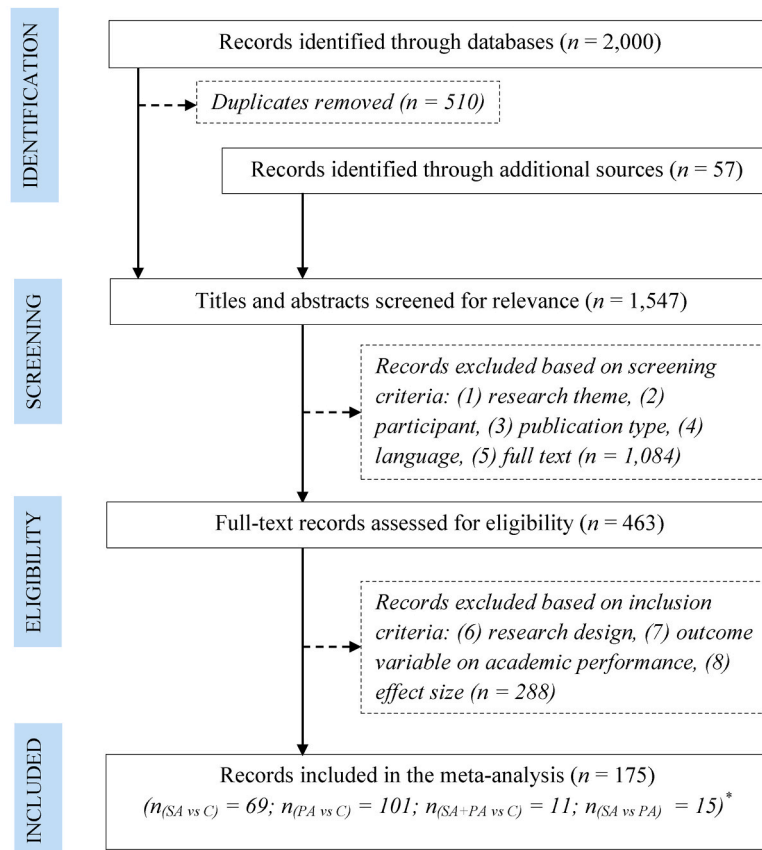 IDENTIFICATION
Records identified through databases (n = 2,000)
Duplicates removed (n = 510)
Records identified through additional sources (n = 57)
SCREENING
Titles and abstracts screened for relevance (n = 1,547)
Records excluded based on screening
criteria: (1) research theme, (2)
participant, (3) publication type, (4)
language, (5) full text (n = 1,084)
ELIGIBILITY
Full-text records assessed for eligibility (n = 463)
Records excluded based on inclusion
criteria: (6) research design, (7) outcome
variable on academic performance, (8)
effect size (n = 288)
INCLUDED
Records included in the meta-analysis (n = 175)
(n(SA vs C) = 69; n(PA vs C) = 101; n(SA+PA vs C) = 11; n(SA vs PA) = 15)*